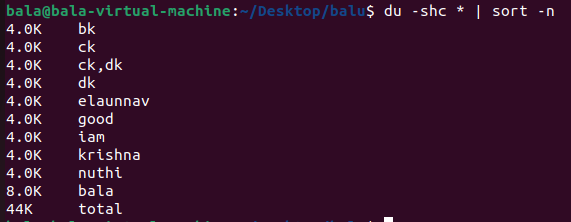 bala@bala-virtual-machine:~/Desktop/balu$ du -shc * | sort -n
4.0K    bk
4.0K    ck
4.0K    ck,dk
4.0K    dk
4.0K    elaunnav
4.0K    good
4.0K    iam
4.0K    krishna
4.0K    nuthi
8.0K    bala
44K     total